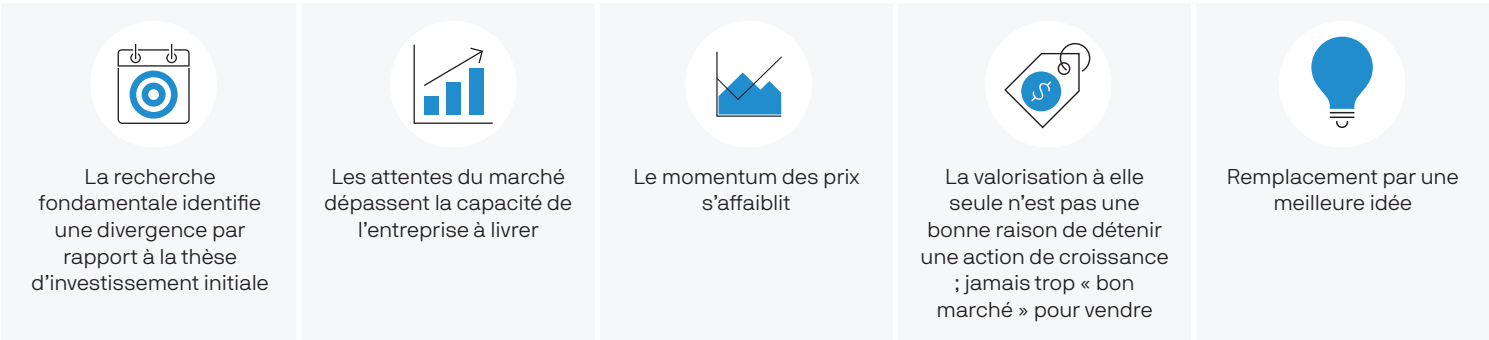 La recherche
fondamentale identifie
une divergence par
rapport à la thèse
d’investissement initiale
Les attentes du marché
dépassent la capacité de
l’entreprise à livrer
Le momentum des prix
s’affaiblit
$
La valorisation à elle
seule n’est pas une
bonne raison de détenir
une action de croissance
; jamais trop « bon
marché » pour vendre
Remplacement par une
meilleure idée